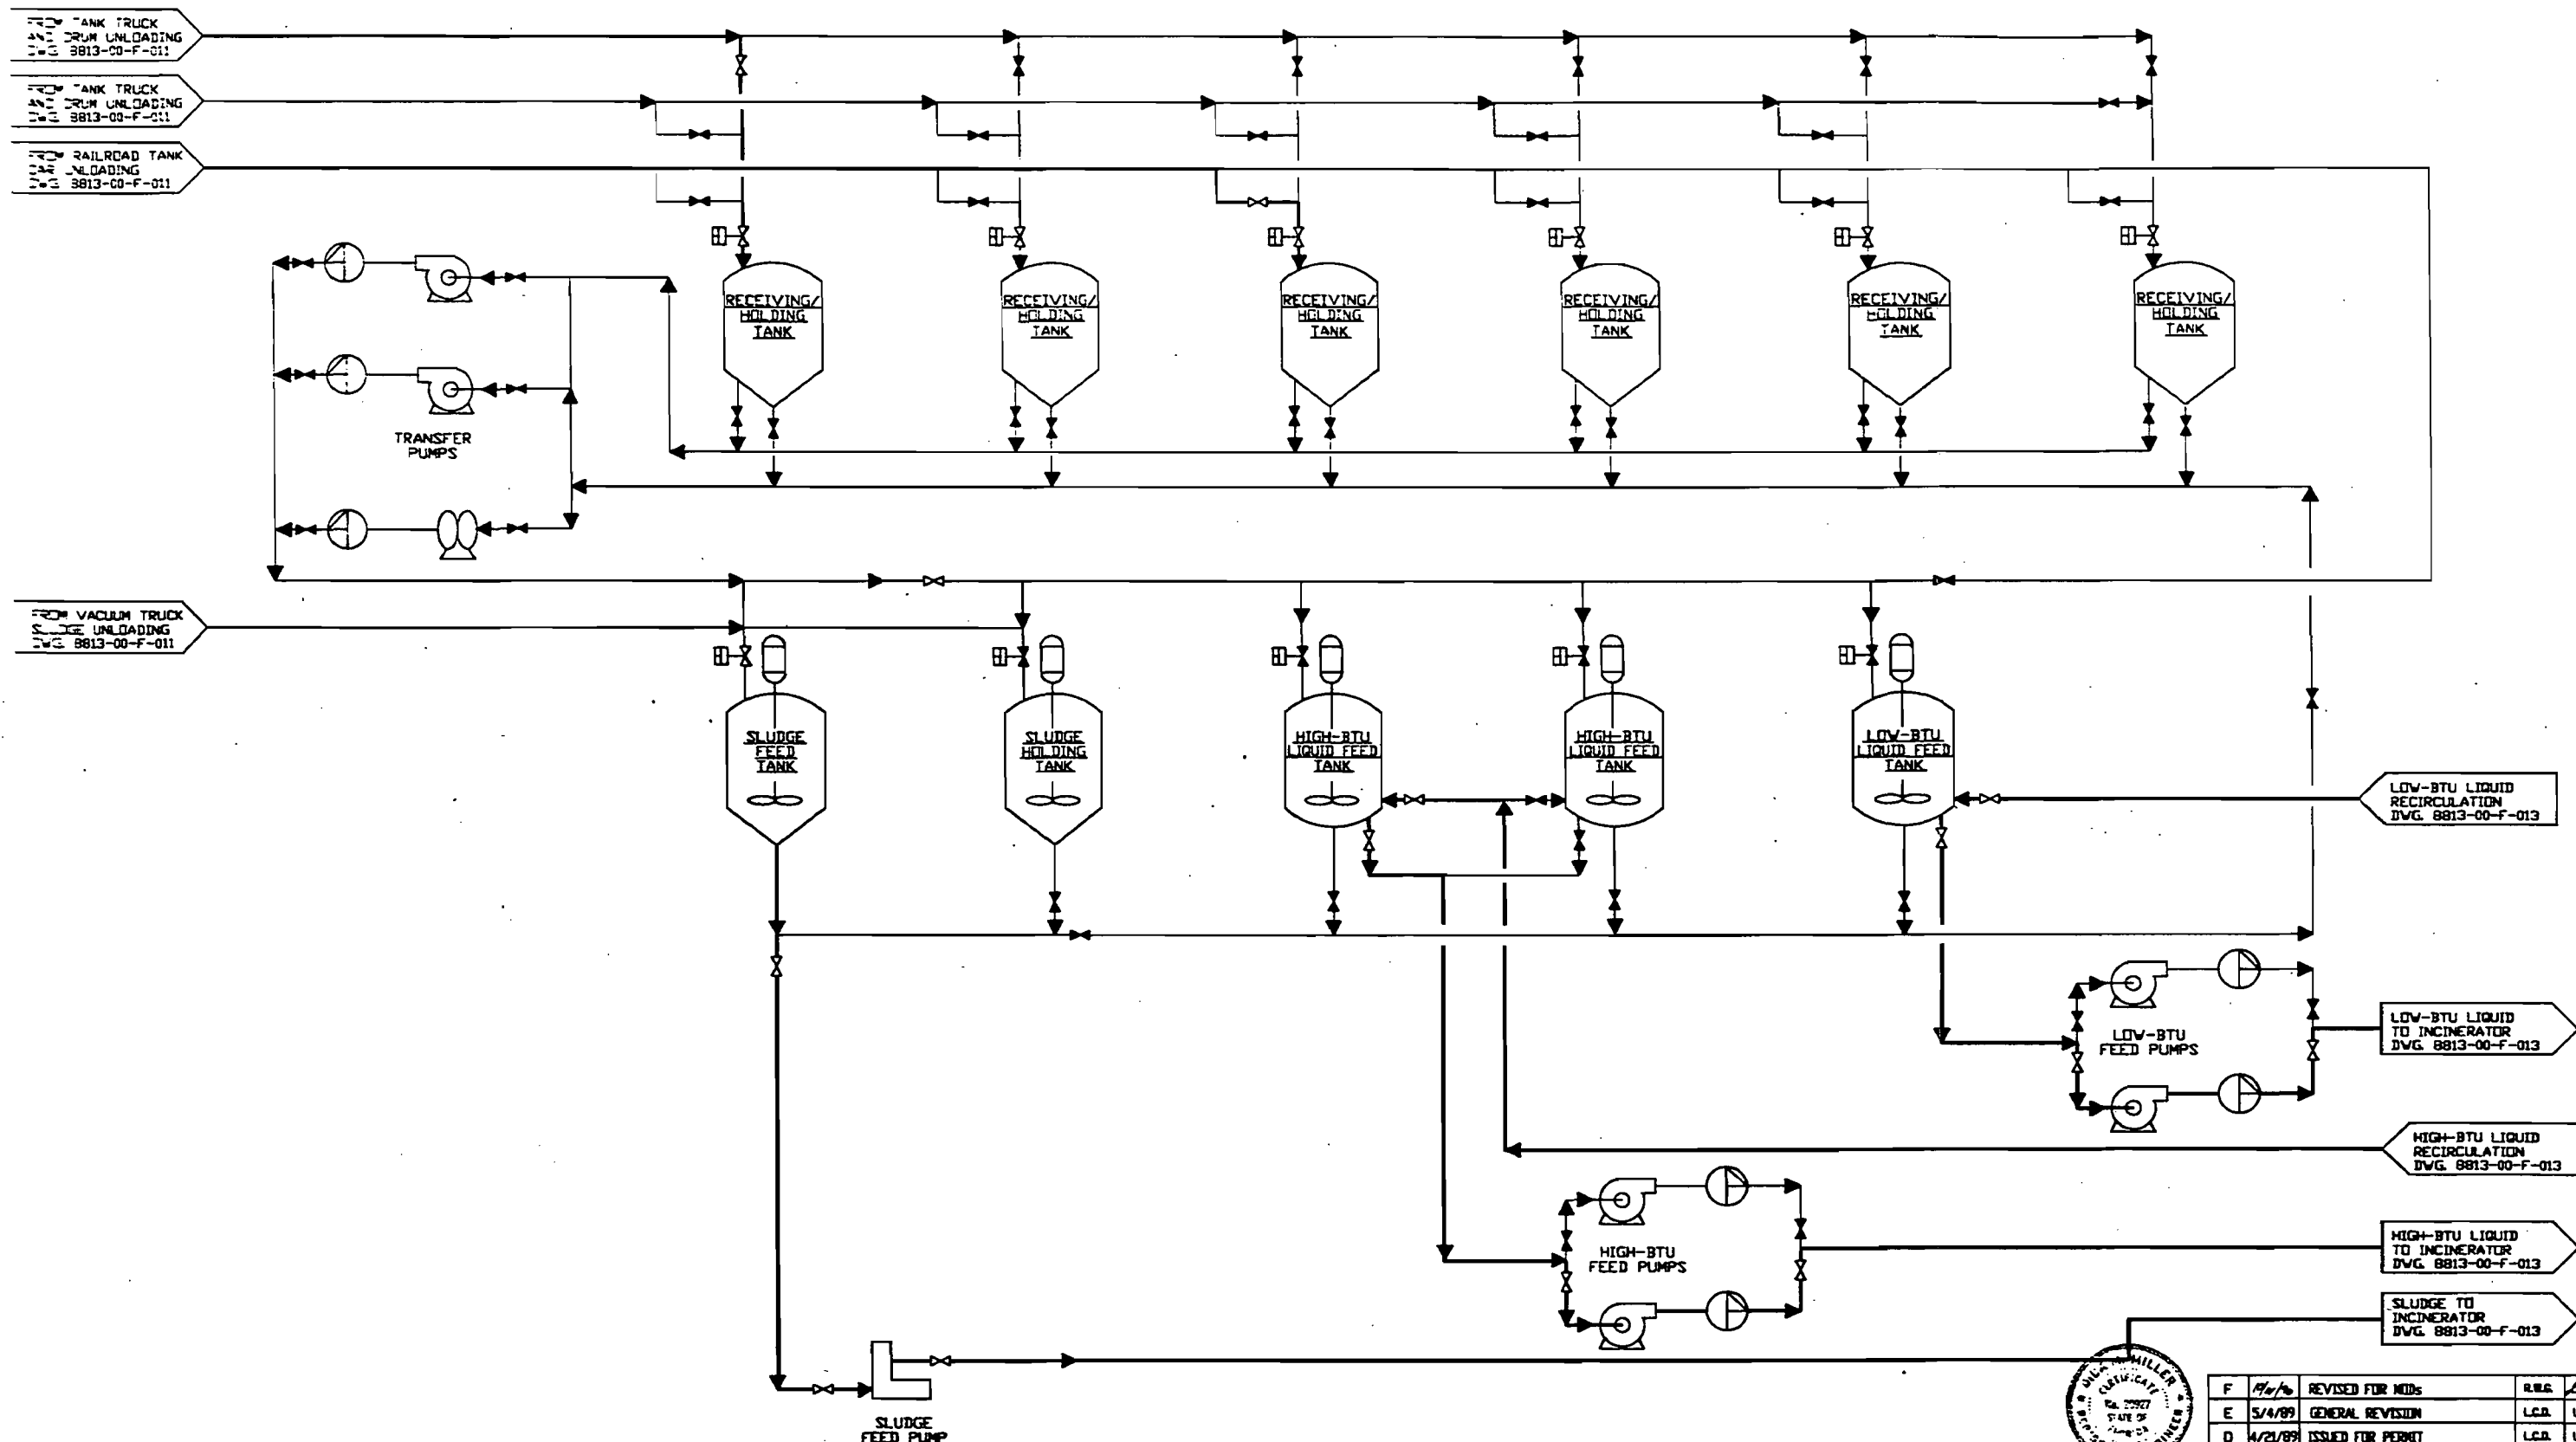 TANK TRUCK
DRUM UNLOADING
8813-00-F-011
TANK TRUCK
DRUM UNLOADING
8813-00-F-011
RAILROAD TANK
UNLOADING
8813-00-F-011
RECEIVING/
HOLDING
TANK
RECEIVING/
HOLDING
TANK
RECEIVING/
HOLDING
TANK
RECEIVING/
HOLDING
TANK
RECEIVING/
HOLDING
TANK
RECEIVING/
HOLDING
TANK
TRANSFER
PUMPS
FROM VACUUM TRUCK
SLUDGE UNLOADING
DWG. 8813-00-F-011
SLUDGE
FEED
TANK
SLUDGE
HOLDING
TANK
HIGH-BTU
LIQUID FEED
TANK
HIGH-BTU
LIQUID FEED
TANK
LOW-BTU
LIQUID FEED
TANK
LOW-BTU LIQUID
RECIRCULATION
DWG. 8813-00-F-013
LOW-BTU
FEED PUMPS
LOW-BTU LIQUID
TO INCINERATOR
DWG. 8813-00-F-013
HIGH-BTU LIQUID
RECIRCULATION
DWG. 8813-00-F-013
HIGH-BTU
FEED PUMPS
HIGH-BTU LIQUID
TO INCINERATOR
DWG. 8813-00-F-013
SLUDGE TO
INCINERATOR
DWG. 8813-00-F-013
SLUDGE
FEED PUMP
MILLER
CERTIFICATE
STATE OF
F REVISED FOR MODs R.W.G.
E 5/4/89 GENERAL REVISION L.C.D.
D 4/21/89 ISSUED FOR PERMIT L.C.D.